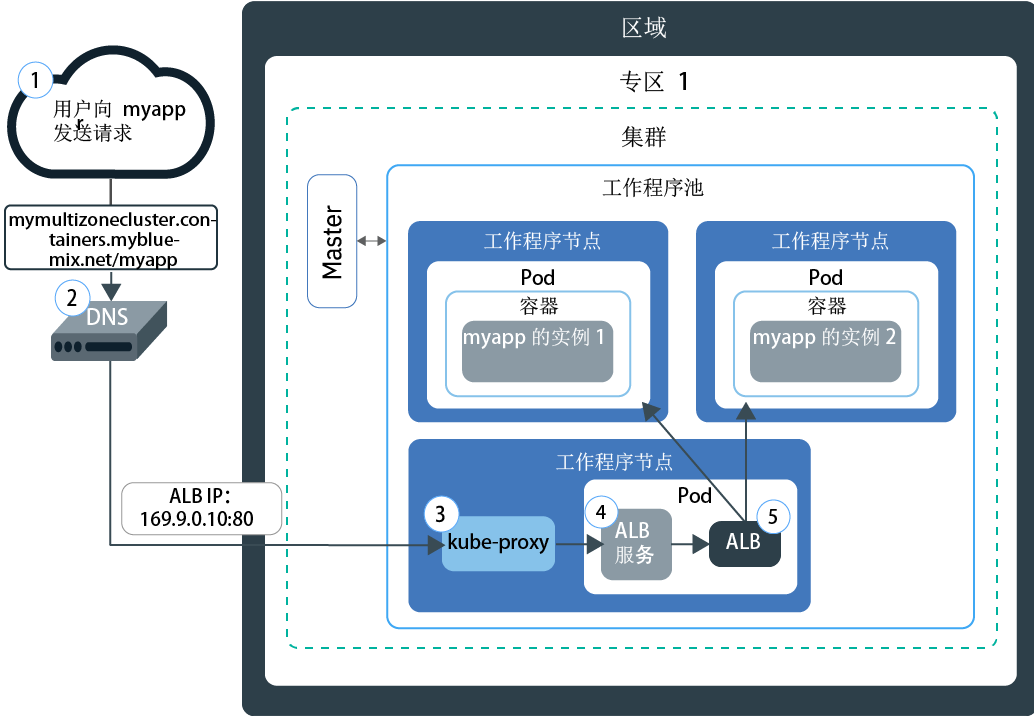 区域
专区 1
集群
工作程序池
1
用户向 myapp
r
发送请求
mymultizonecluster.con-
tainers.myblue-
mix.net/myapp
2
DNS
ALB IP：
169.9.0.10:80
Master
工作程序节点
Pod
容器
myapp 的实例 1
工作程序节点
Pod
容器
myapp 的实例 2
工作程序节点
3
kube-proxy
Pod
4
ALB
服务
5
ALB